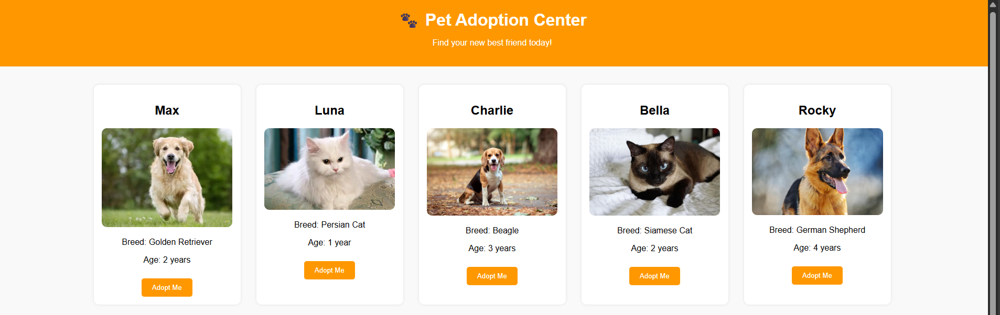 Pet Adoption Center
Find your new best friend today!
Max
Breed: Golden Retriever
Age: 2 years
Adopt Me
Luna
Breed: Persian Cat
Age: 1 year
Adopt Me
Charlie
Breed: Beagle
Age: 3 years
Adopt Me
Bella
Breed: Siamese Cat
Age: 2 years
Adopt Me
Rocky
Breed: German Shepherd
Age: 4 years
Adopt Me